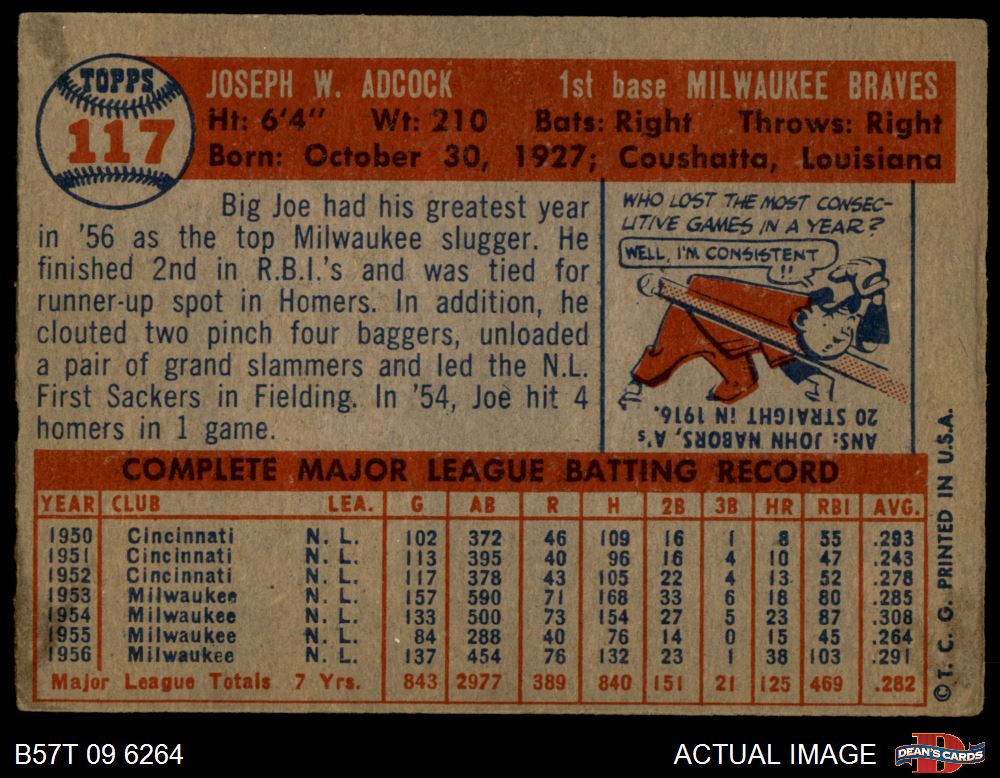 TOPPS
117
JOSEPH W. ADCOCK 1st base MILWAUKEE BRAVES
Ht: 6'4" Wt: 210 Bats: Right Throws: Right
Born: October 30, 1927; Coushatta, Louisiana
Big Joe had his greatest year
in '56 as the top Milwaukee slugger. He
finished 2nd in R.B.I.'s and was tied for
runner-up spot in Homers. In addition, he
clouted two pinch four baggers, unloaded
a pair of grand slammers and led the N.L.
First Sackers in Fielding. In '54, Joe hit 4
homers in 1 game.
WHO LOST THE MOST CONSEC-
UTIVE GAMES IN A YEAR?
WELL, I'M CONSISTENT
!!
ANS: JOHN NABORS, A's
20 STRAIGHT IN 1916.
COMPLETE MAJOR LEAGUE BATTING RECORD
YEAR CLUB LEA. G AB R H 2B 3B HR RBI AVG.
1950 Cincinnati N. L. 102 372 46 109 16 1 8 55 .293
1951 Cincinnati N. L. 113 395 40 96 16 4 10 47 .243
1952 Cincinnati N. L. 117 378 43 105 22 4 13 52 .278
1953 Milwaukee N. L. 157 590 71 168 33 6 18 80 .285
1954 Milwaukee N. L. 133 500 73 154 27 5 23 87 .308
1955 Milwaukee N. L. 84 288 40 76 14 0 15 45 .264
1956 Milwaukee N. L. 137 454 76 132 23 1 38 103 .291
Major League Totals 7 Yrs. 843 2977 389 840 151 21 125 469 .282
© T. C. G. PRINTED IN U.S.A.
B57T 09 6264
ACTUAL IMAGE
DEAN'S CARDS